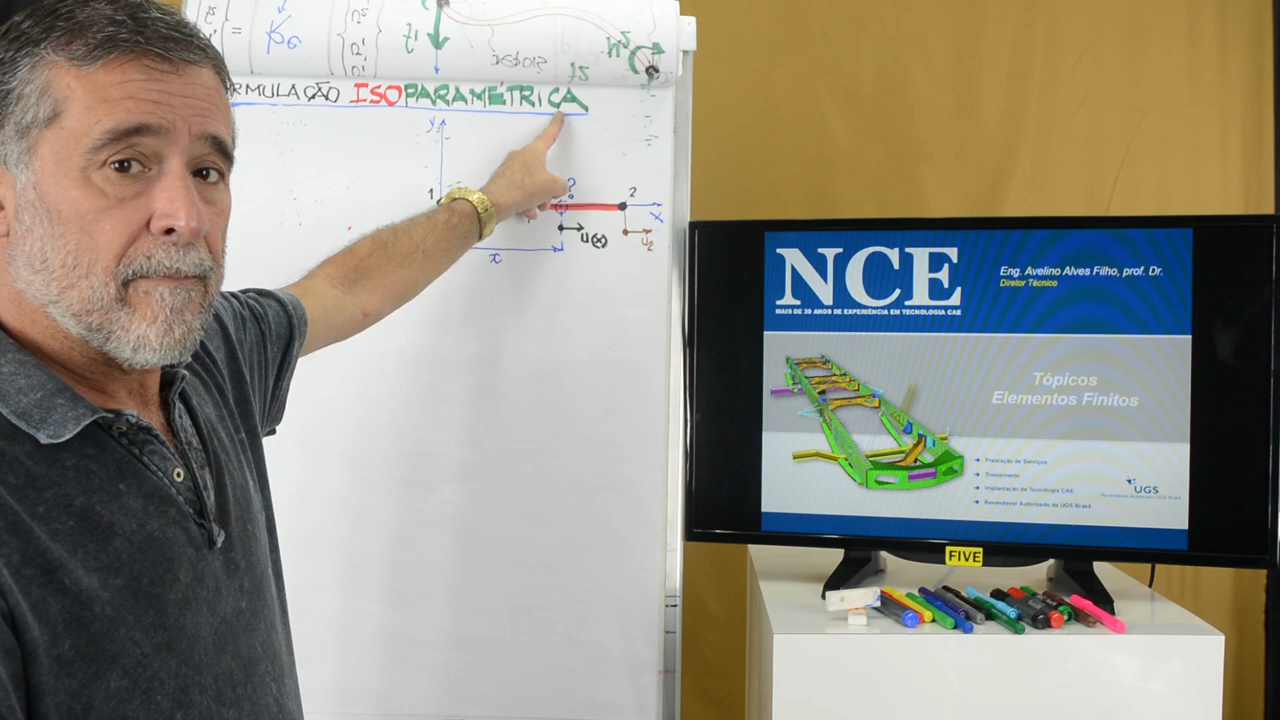 RMULAÇÃO ISOPARAMÉTRICA
y
1
?
2
x
u(x)
u2
x
NCE
MAIS DE 30 ANOS DE EXPERIÊNCIA EM TECNOLOGIA CAE
Eng. Avelino Alves Filho, prof. Dr.
Diretor Técnico
Tópicos
Elementos Finitos
Prestação de Serviços
Treinamento
Implantação da Tecnologia CAE
Revendedor Autorizado da UGS Brasil
UGS
FIVE